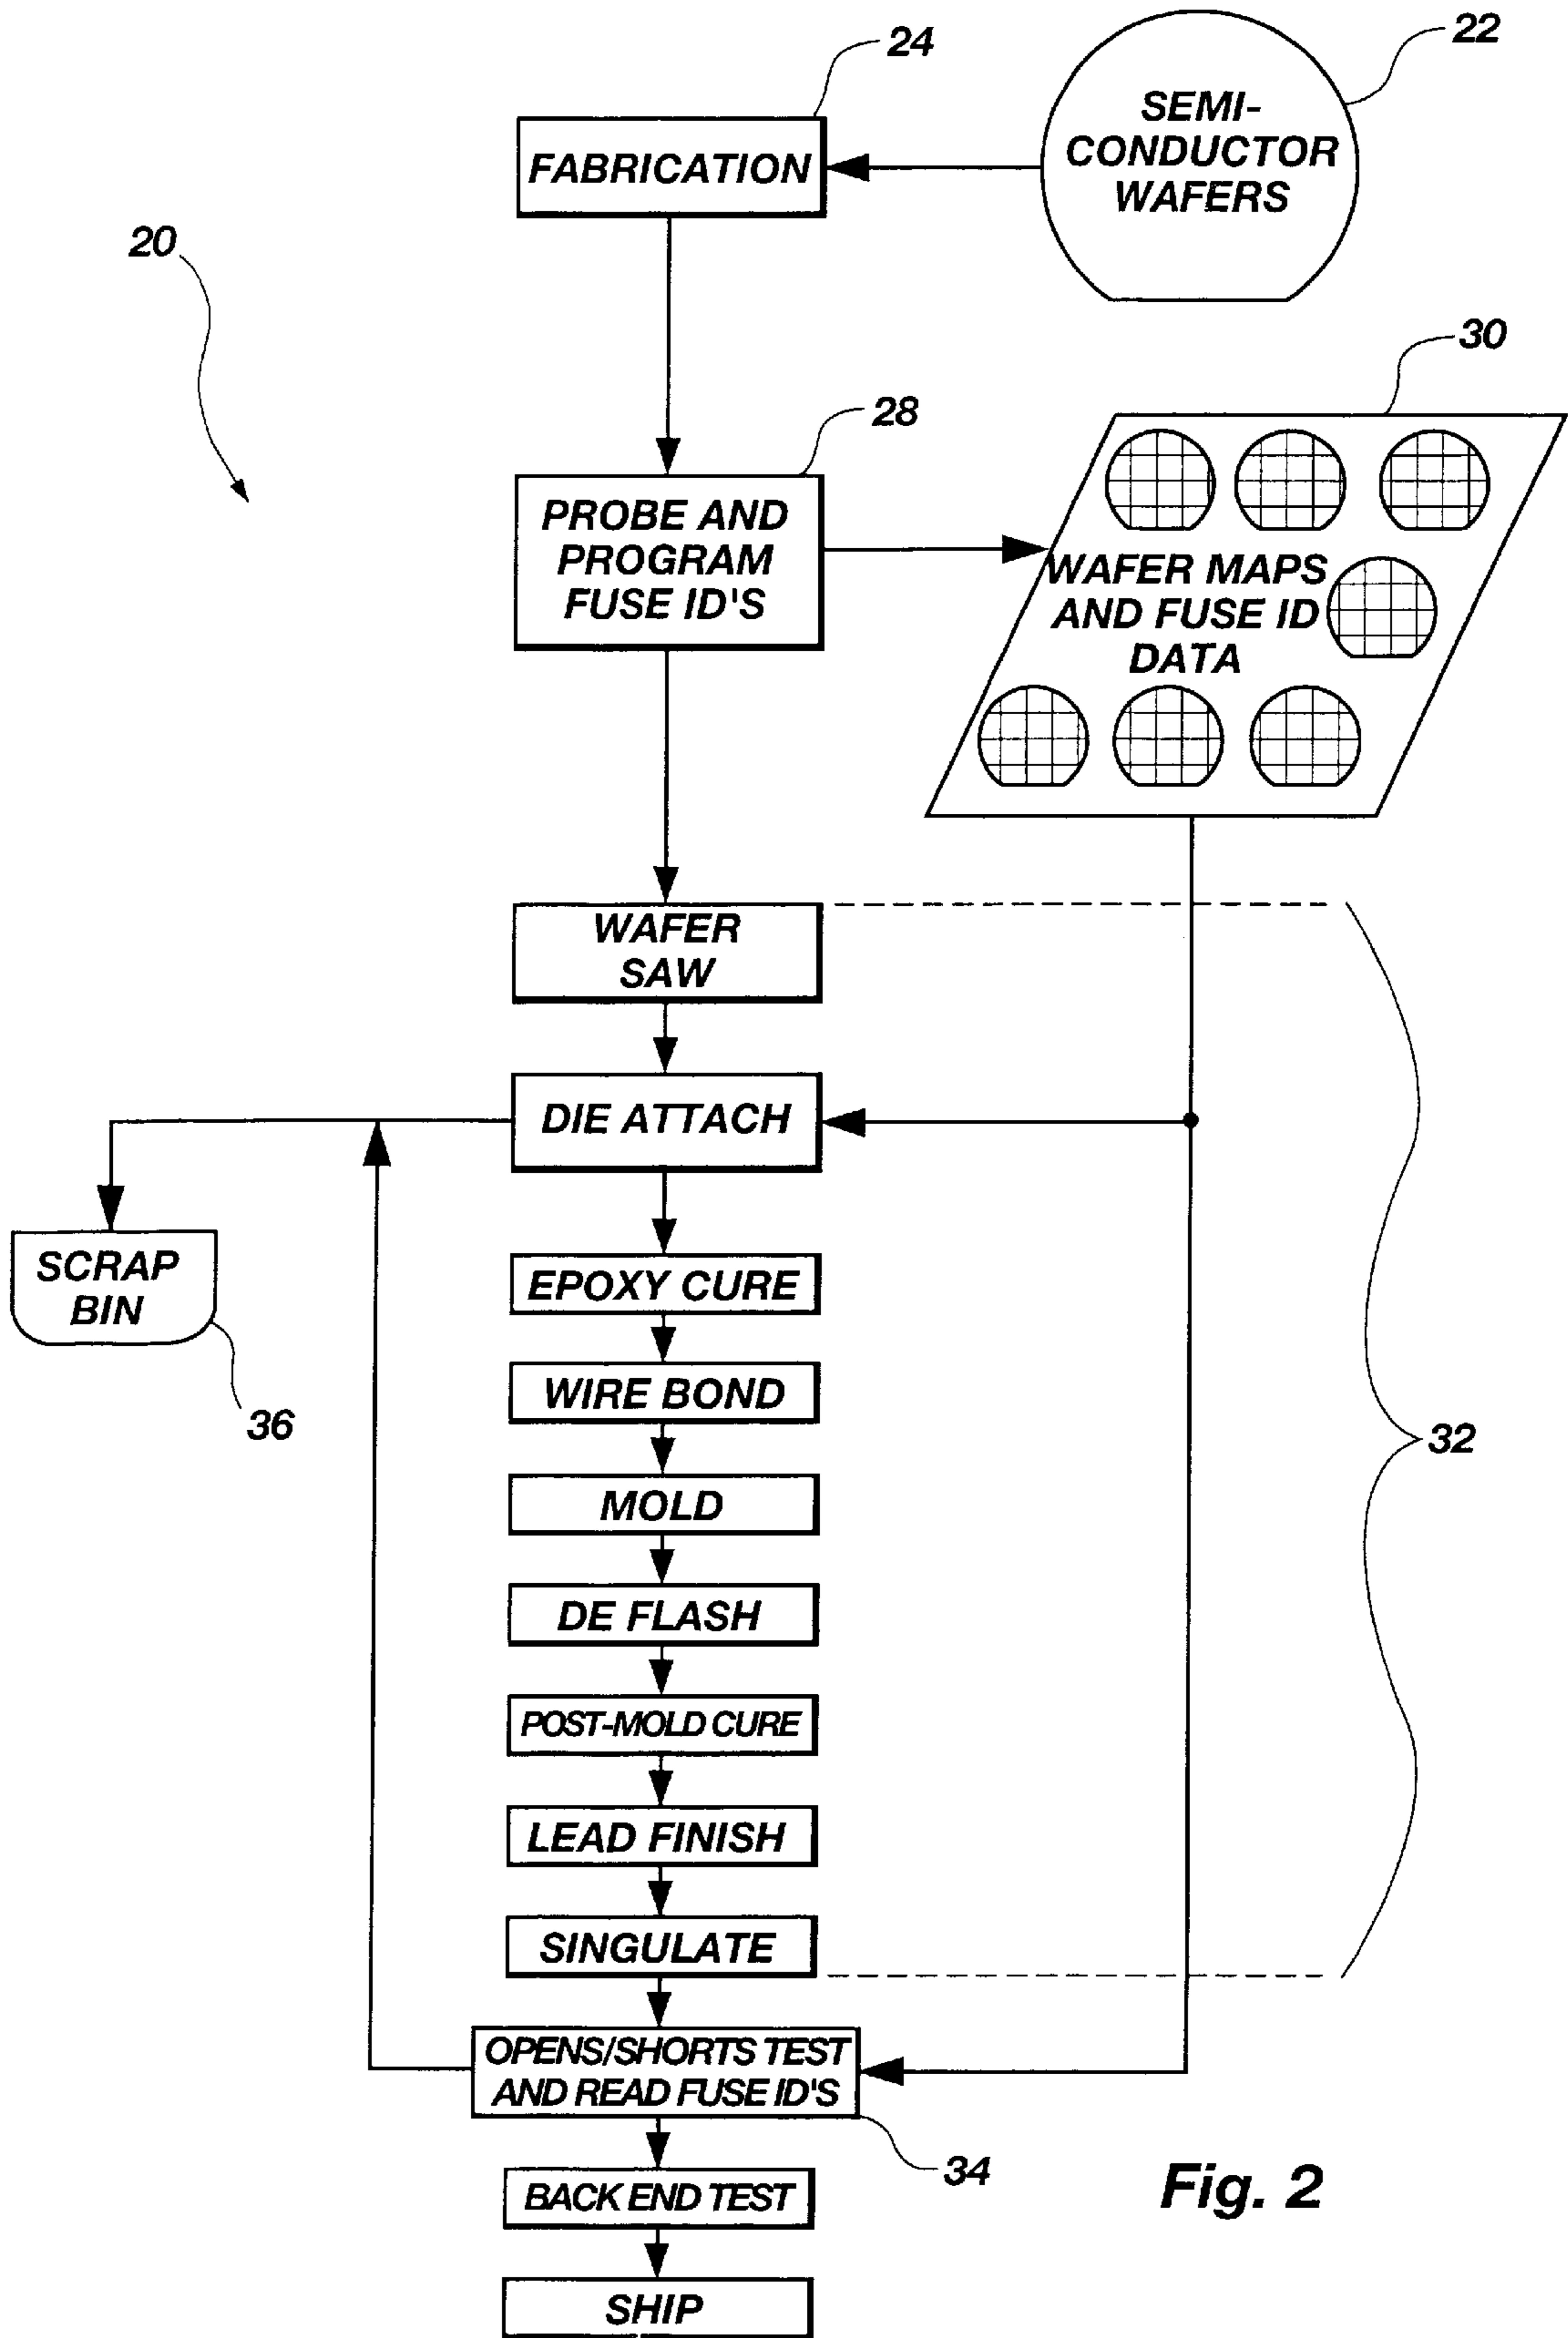 24
22
SEMI-
CONDUCTOR
WAFERS
FABRICATION
20
30
28
PROBE AND
PROGRAM
FUSE ID'S
WAFER MAPS
AND FUSE ID
DATA
WAFER
SAW
DIE ATTACH
SCRAP
BIN
36
EPOXY CURE
WIRE BOND
32
MOLD
DE FLASH
POST-MOLD CURE
LEAD FINISH
SINGULATE
OPENS/SHORTS TEST
AND READ FUSE ID'S
34
BACK END TEST
SHIP
Fig. 2